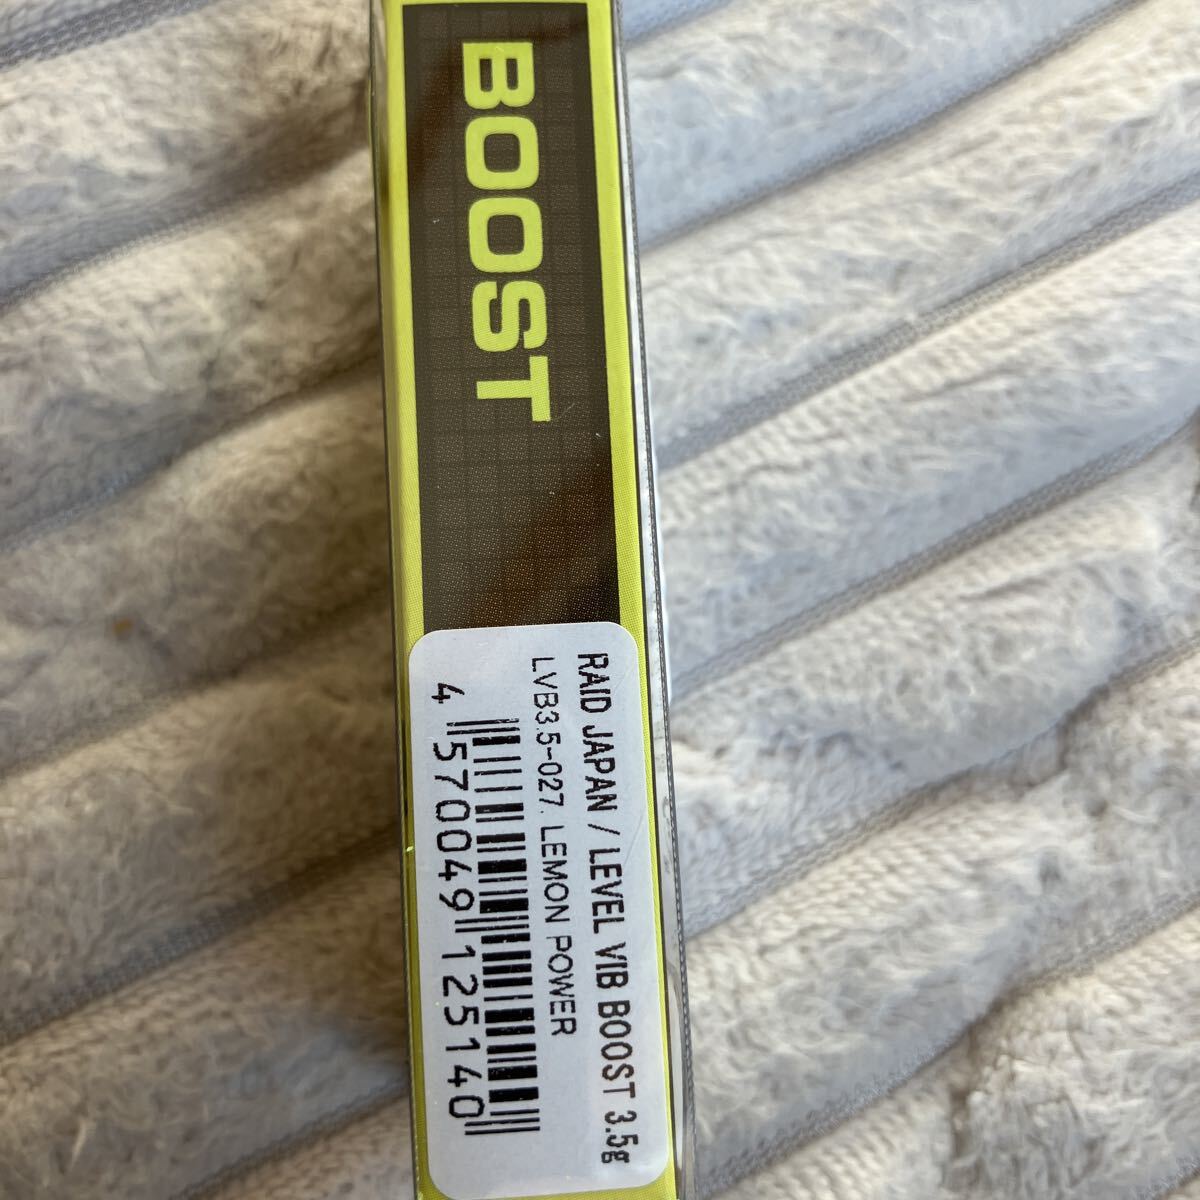 BOOST
RAID JAPAN / LEVEL VIB BOOST 3.5g
LVB3.5-027. LEMON POWER
4 570049 125140